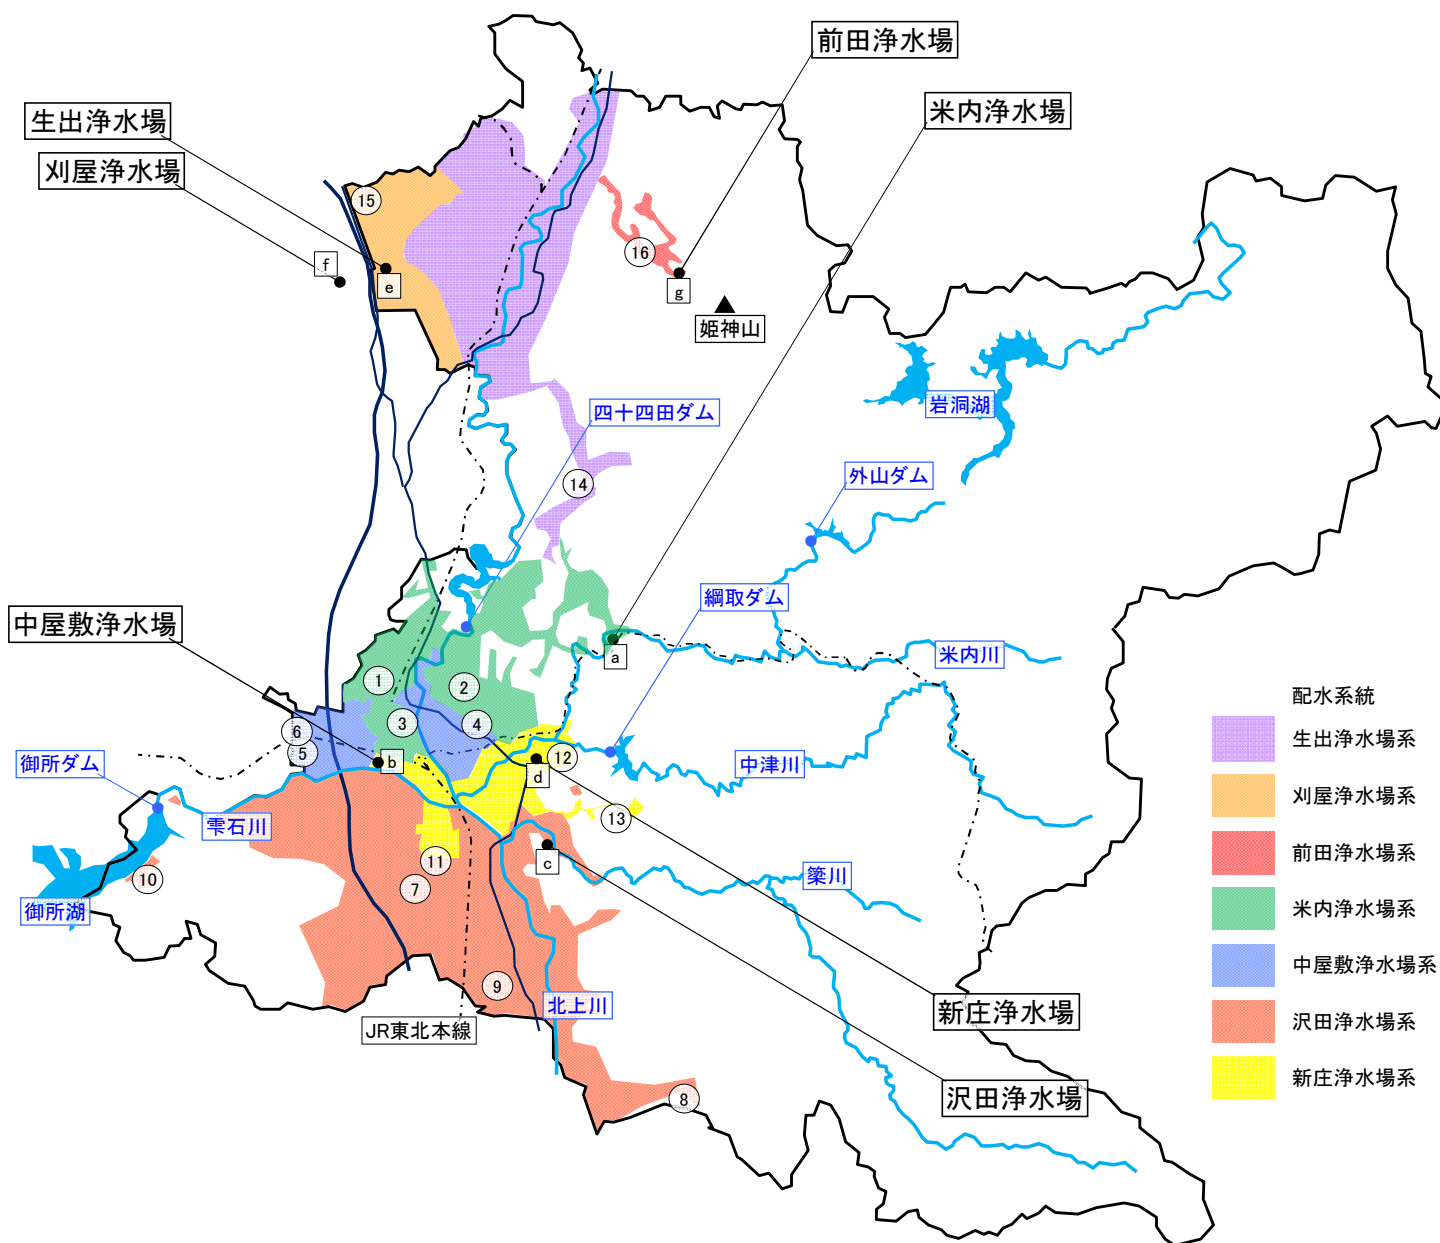 前田浄水場
米内浄水場
生出浄水場
刈屋浄水場
15
16
f
e
g
姫神山
四十四田ダム
岩洞湖
外山ダム
14
綱取ダム
中屋敷浄水場
a
米内川
1
2
3
4
6
5
b
12
d
御所ダム
中津川
雫石川
13
11
c
7
10
簗川
御所湖
9
北上川
JR東北本線
新庄浄水場
沢田浄水場
8
配水系統
生出浄水場系
刈屋浄水場系
前田浄水場系
米内浄水場系
中屋敷浄水場系
沢田浄水場系
新庄浄水場系